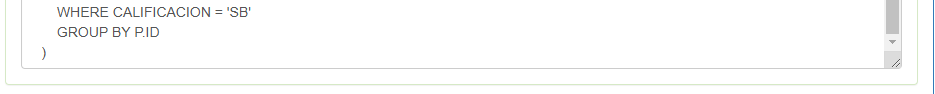 WHERE CALIFICACION = 'SB'
GROUP BY P.ID
)